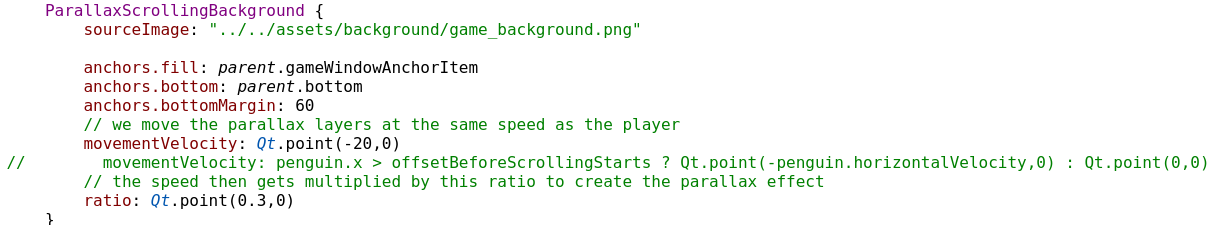 ParallaxScrollingBackground {
sourceImage: "../../assets/background/game_background.png"
anchors.fill: parent.gameWindowAnchorItem
anchors.bottom: parent.bottom
anchors.bottomMargin: 60
// we move the parallax layers at the same speed as the player
movementVelocity: Qt.point(-20,0)
//        movementVelocity: penguin.x > offsetBeforeScrollingStarts ? Qt.point(-penguin.horizontalVelocity,0) : Qt.point(0,0)
// the speed then gets multiplied by this ratio to create the parallax effect
ratio: Qt.point(0.3,0)
}